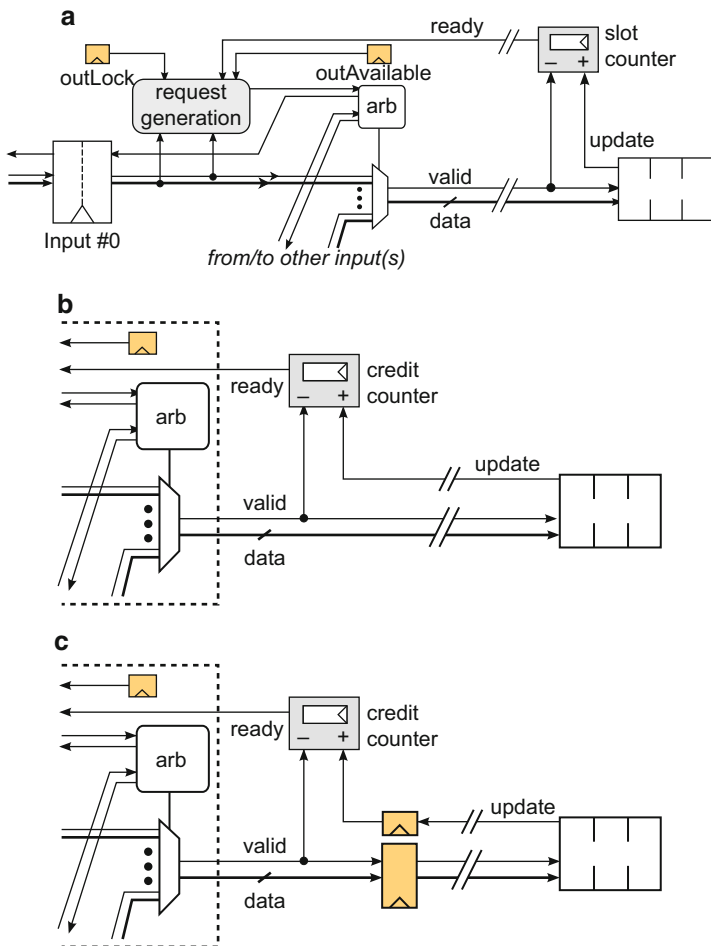 a
ready
slot
counter
– +
outLock
outAvailable
request
generation
arb
update
valid
data
Input #0
from/to other input(s)
b
ready
– +
credit
counter
arb
update
valid
data
c
ready
– +
credit
counter
arb
update
valid
data